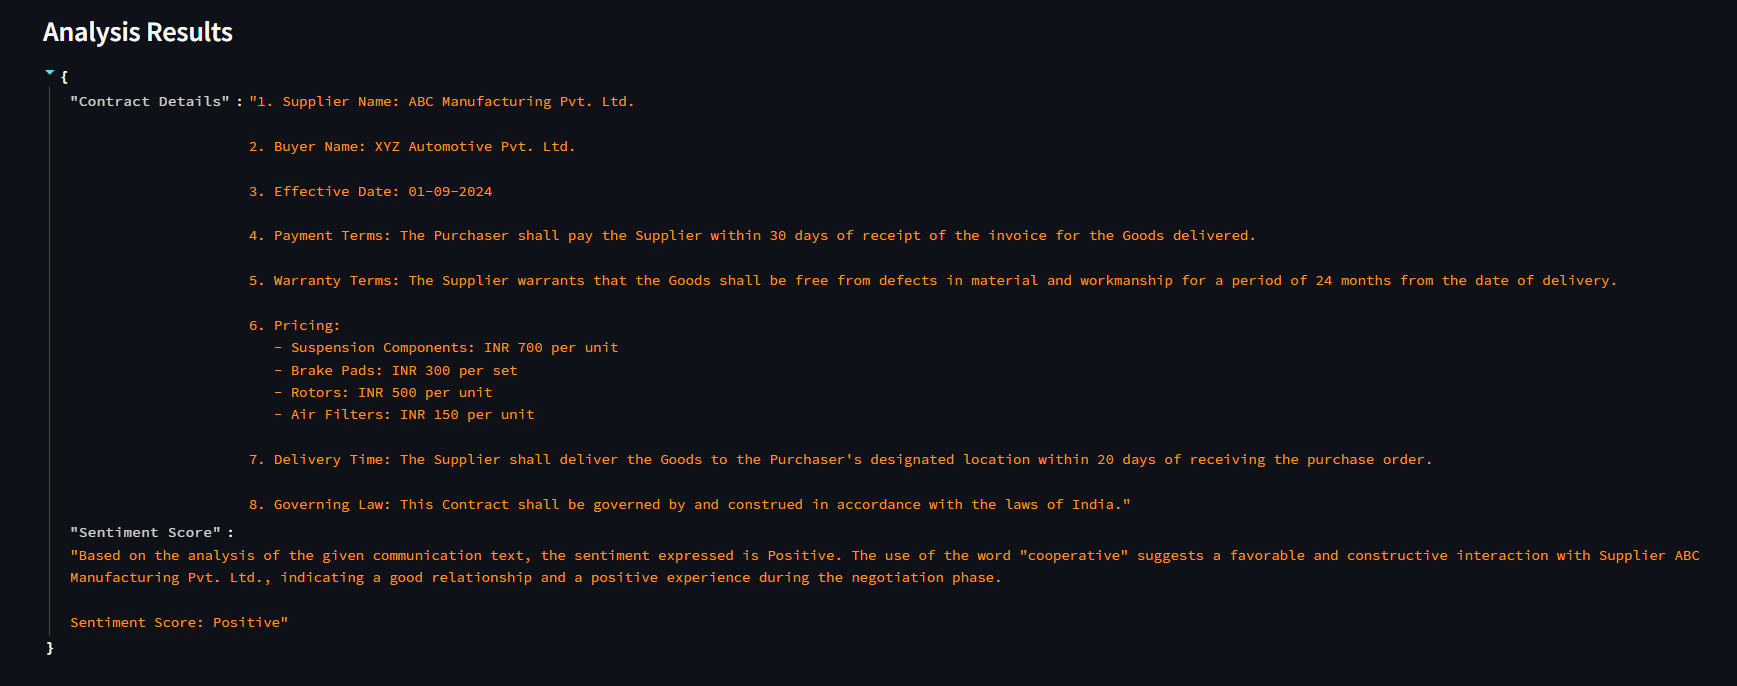 Analysis Results
{
"Contract Details" : "1. Supplier Name: ABC Manufacturing Pvt. Ltd.
2. Buyer Name: XYZ Automotive Pvt. Ltd.
3. Effective Date: 01-09-2024
4. Payment Terms: The Purchaser shall pay the Supplier within 30 days of receipt of the invoice for the Goods delivered.
5. Warranty Terms: The Supplier warrants that the Goods shall be free from defects in material and workmanship for a period of 24 months from the date of delivery.
6. Pricing:
- Suspension Components: INR 700 per unit
- Brake Pads: INR 300 per set
- Rotors: INR 500 per unit
- Air Filters: INR 150 per unit
7. Delivery Time: The Supplier shall deliver the Goods to the Purchaser's designated location within 20 days of receiving the purchase order.
8. Governing Law: This Contract shall be governed by and construed in accordance with the laws of India."
"Sentiment Score" :
"Based on the analysis of the given communication text, the sentiment expressed is Positive. The use of the word "cooperative" suggests a favorable and constructive interaction with Supplier ABC
Manufacturing Pvt. Ltd., indicating a good relationship and a positive experience during the negotiation phase.
Sentiment Score: Positive"
}